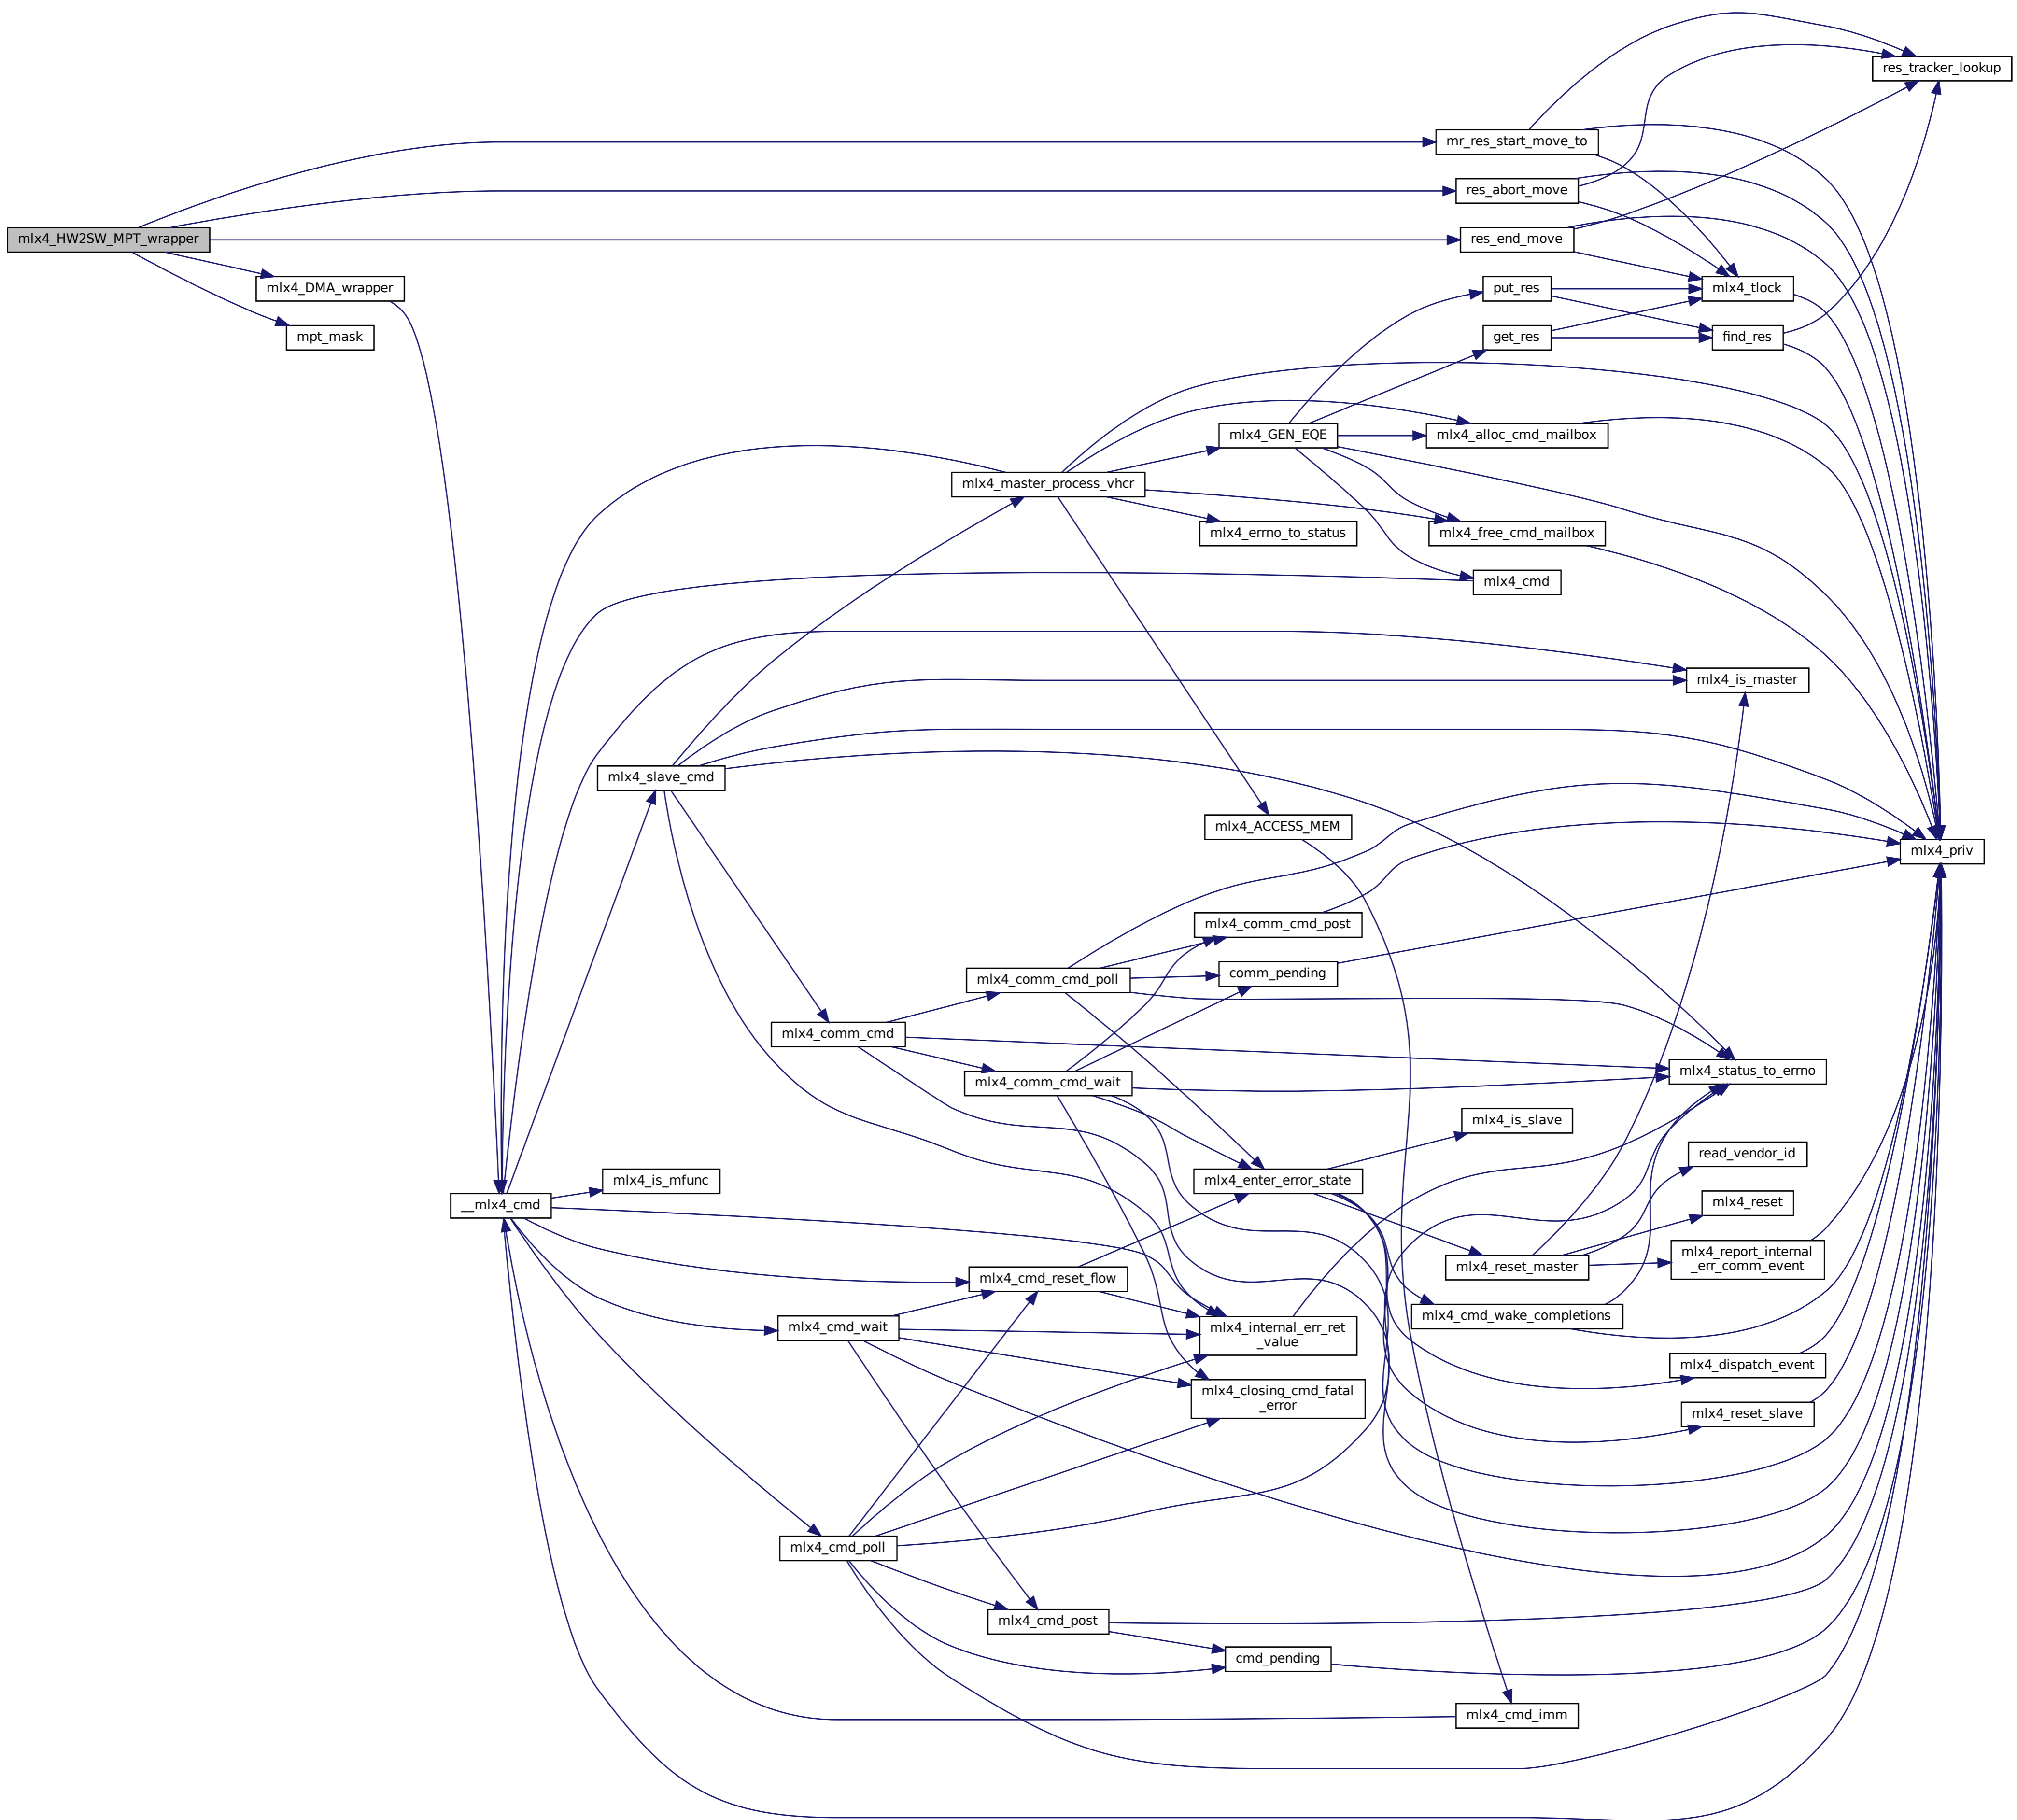 res_tracker_lookup
mr_res_start_move_to
res_abort_move
mlx4_HW2SW_MPT_wrapper
res_end_move
mlx4_DMA_wrapper
put_res
mlx4_tlock
mpt_mask
get_res
find_res
mlx4_GEN_EQE
mlx4_alloc_cmd_mailbox
mlx4_master_process_vhcr
mlx4_errno_to_status
mlx4_free_cmd_mailbox
mlx4_cmd
mlx4_is_master
mlx4_slave_cmd
mlx4_ACCESS_MEM
mlx4_priv
mlx4_comm_cmd_post
mlx4_comm_cmd_poll
comm_pending
mlx4_comm_cmd
mlx4_comm_cmd_wait
mlx4_status_to_errno
mlx4_is_slave
read_vendor_id
mlx4_is_mfunc
mlx4_enter_error_state
__mlx4_cmd
mlx4_reset
mlx4_report_internal
_err_comm_event
mlx4_reset_master
mlx4_cmd_reset_flow
mlx4_cmd_wake_completions
mlx4_cmd_wait
mlx4_internal_err_ret
_value
mlx4_dispatch_event
mlx4_closing_cmd_fatal
_error
mlx4_reset_slave
mlx4_cmd_poll
mlx4_cmd_post
cmd_pending
mlx4_cmd_imm